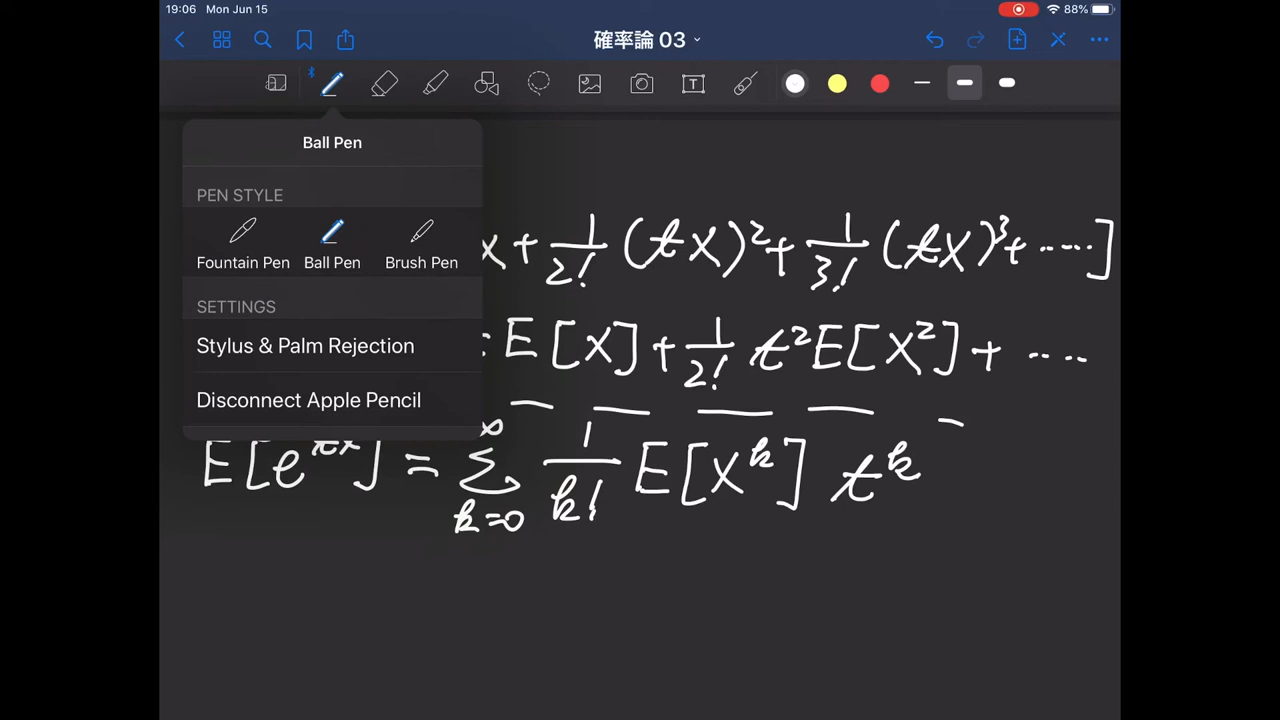 19:06 Mon Jun 15 88%
確率論 03
Ball Pen
PEN STYLE
Fountain Pen Ball Pen Brush Pen
SETTINGS
Stylus & Palm Rejection
Disconnect Apple Pencil
x + 1/2! (tX)² + 1/3! (tX)³ + ‥‥]
E[X] + 1/2! t² E[X²] + ‥‥
E[e^{tX}] = Σ_{k=0}^{∞} 1/k! E[X^k] t^k